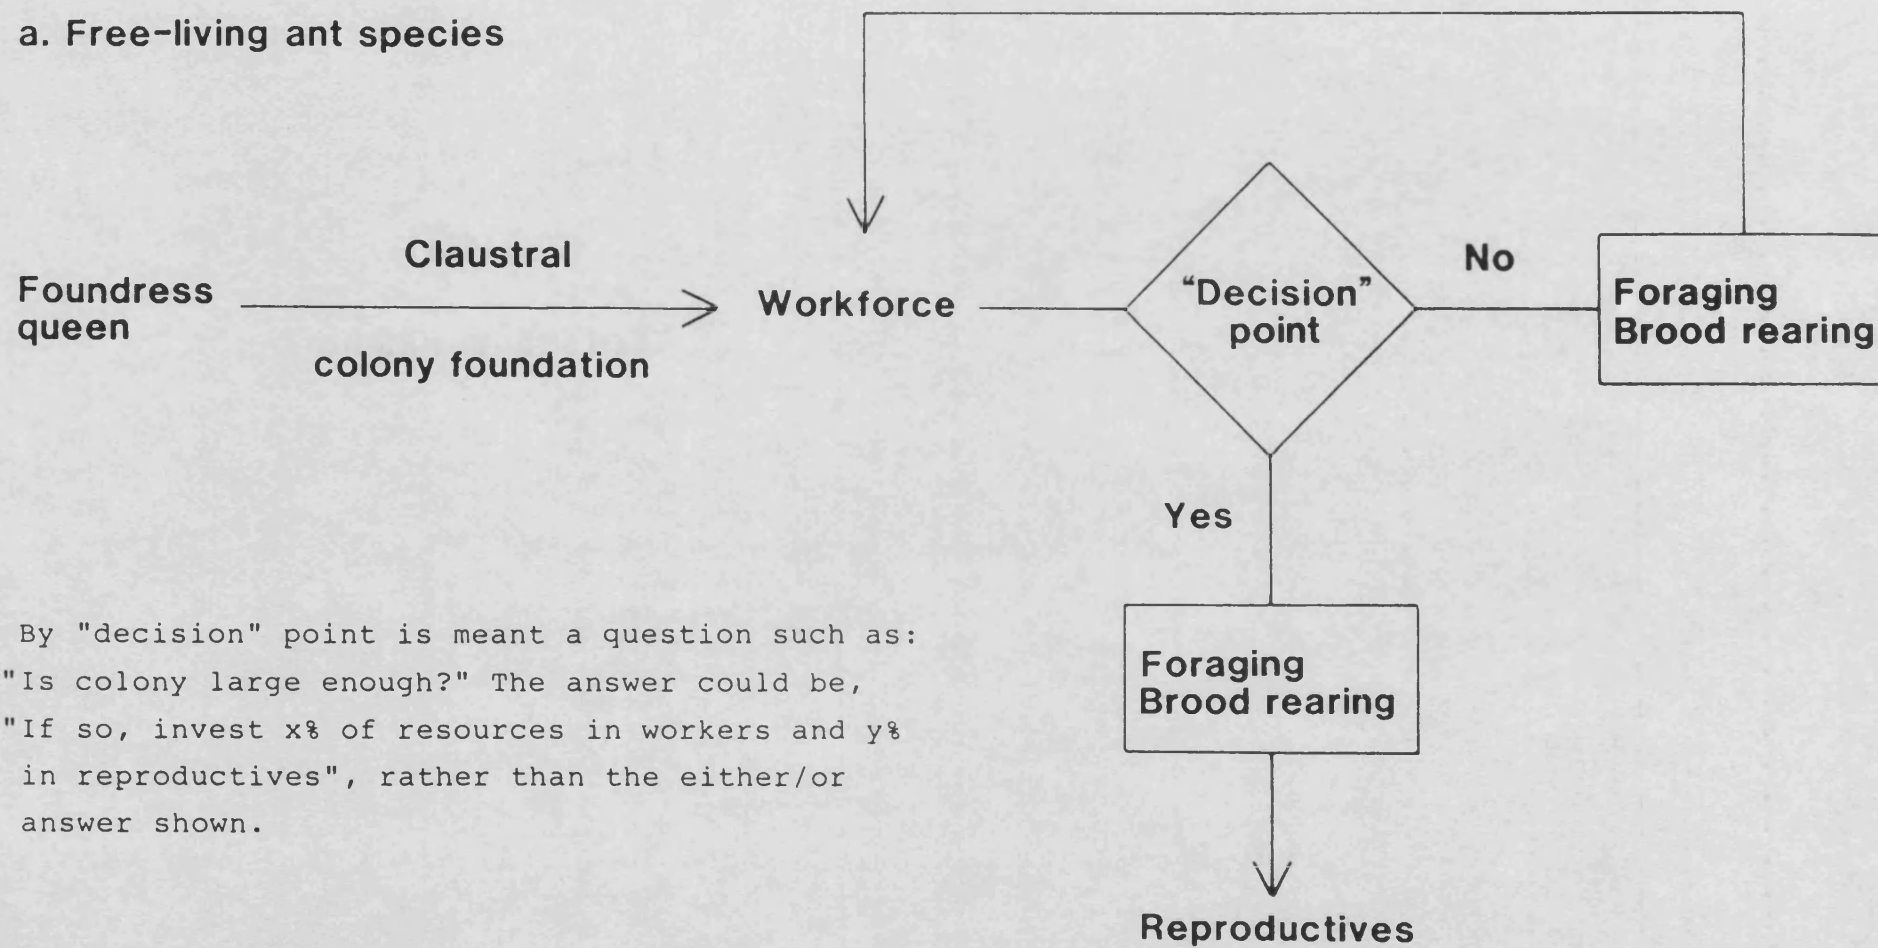 a. Free-living ant species
Claustral
Foundress
queen
colony foundation
Workforce
“Decision”
point
No
Foraging
Brood rearing
Yes
Foraging
Brood rearing
Reproductives
By "decision" point is meant a question such as:
"Is colony large enough?" The answer could be,
"If so, invest x% of resources in workers and y%
in reproductives", rather than the either/or
answer shown.